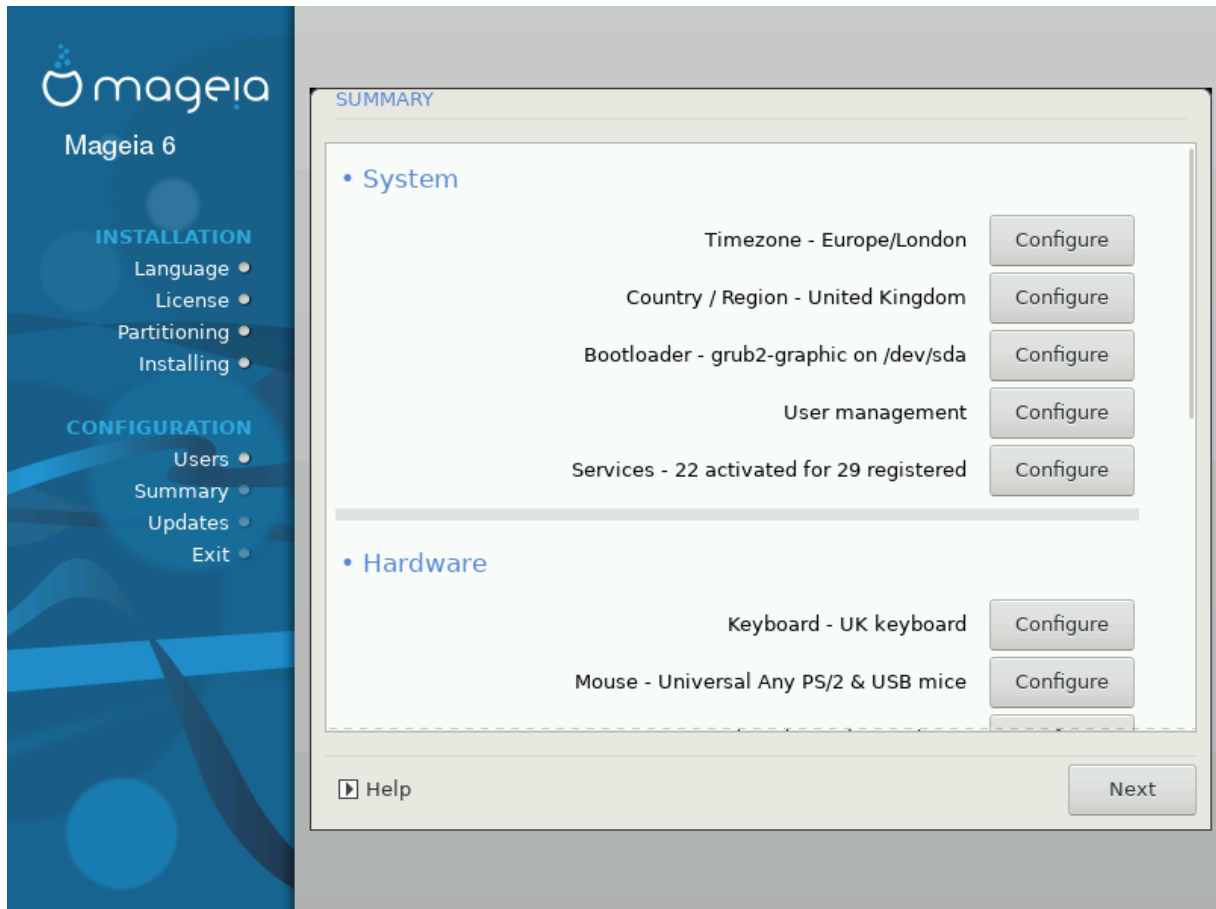 mageia
Mageia 6
INSTALLATION
Language
License
Partitioning
Installing
CONFIGURATION
Users
Summary
Updates
Exit
SUMMARY
• System
Timezone - Europe/London Configure
Country / Region - United Kingdom Configure
Bootloader - grub2-graphic on /dev/sda Configure
User management Configure
Services - 22 activated for 29 registered Configure
• Hardware
Keyboard - UK keyboard Configure
Mouse - Universal Any PS/2 & USB mice Configure
Help
Next